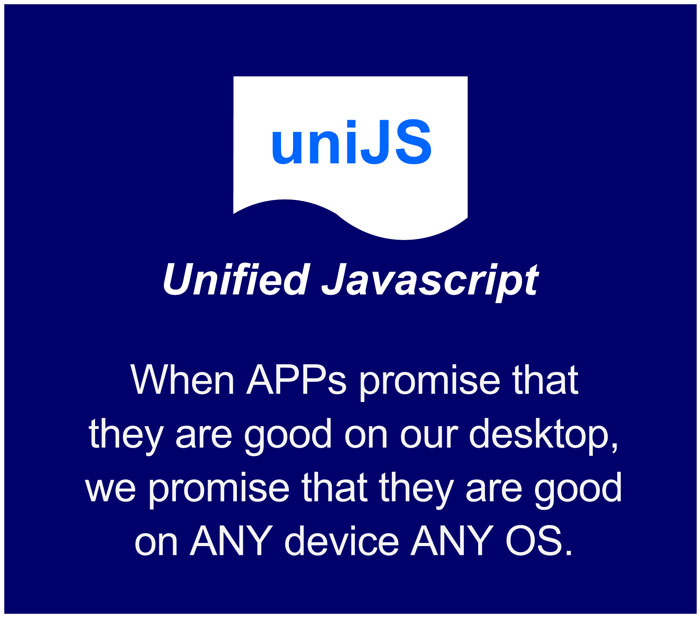 uniJS
Unified Javascript
When APPs promise that
they are good on our desktop,
we promise that they are good
on ANY device ANY OS.